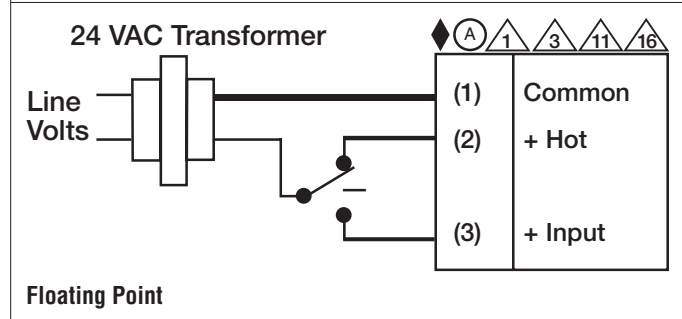 24 VAC Transformer
A 1 3 11 16
Line
Volts
(1) Common
(2) + Hot
(3) + Input
Floating Point